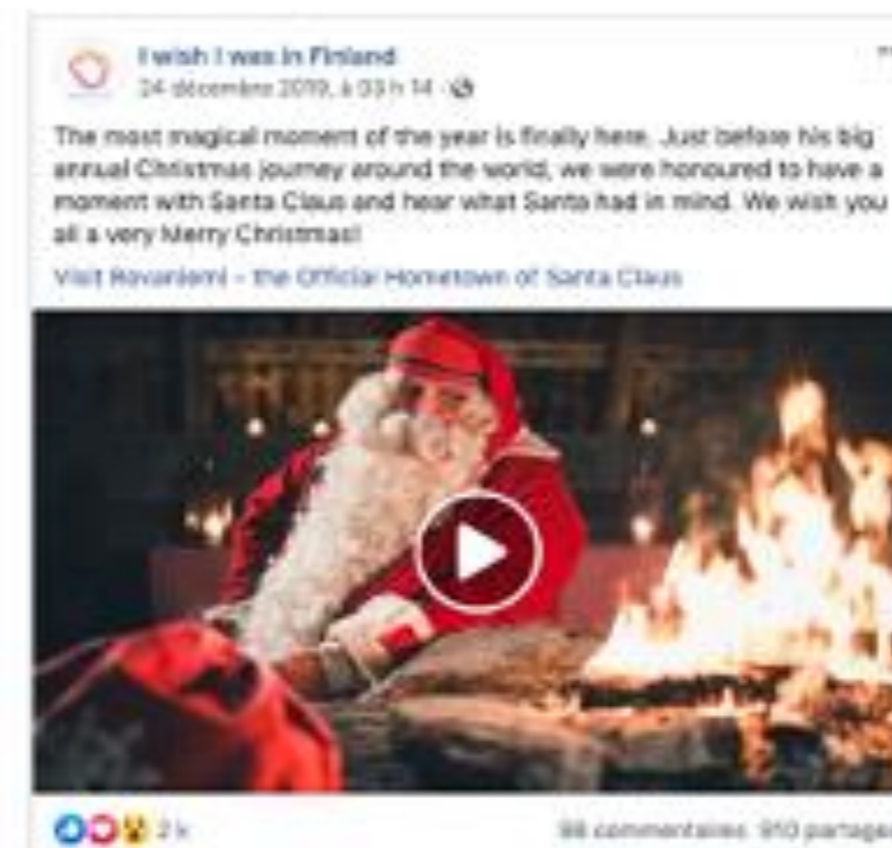 I wish I was in Finland
24 décembre 2019, à 03 h 14
The most magical moment of the year is finally here. Just before his big
annual Christmas journey around the world, we were honoured to have a
moment with Santa Claus and hear what Santa had in mind. We wish you
all a very Merry Christmas!
Visit Rovaniemi - the Official Hometown of Santa Claus
2 k
commentaires 910 partages